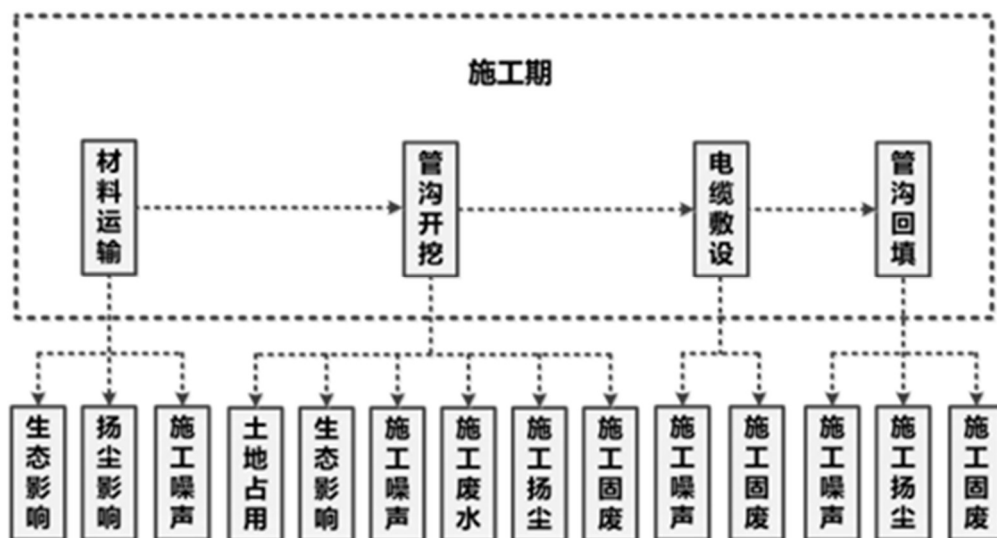 施工期
材料运输
管沟开挖
电缆敷设
管沟回填
生态影响
扬尘影响
施工噪声
土地占用
生态影响
施工噪声
施工废水
施工扬尘
施工固废
施工噪声
施工固废
施工噪声
施工扬尘
施工固废